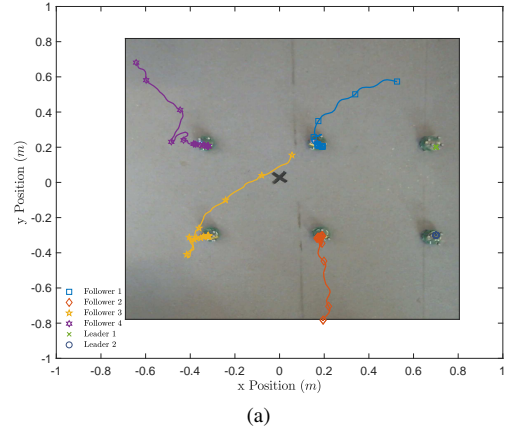 1
0.8
0.6
0.4
0.2
0
-0.2
-0.4
-0.6
-0.8
-1
y Position (m)
Follower 1
Follower 2
Follower 3
Follower 4
Leader 1
Leader 2
-1 -0.8 -0.6 -0.4 -0.2 0 0.2 0.4 0.6 0.8 1
x Position (m)
(a)